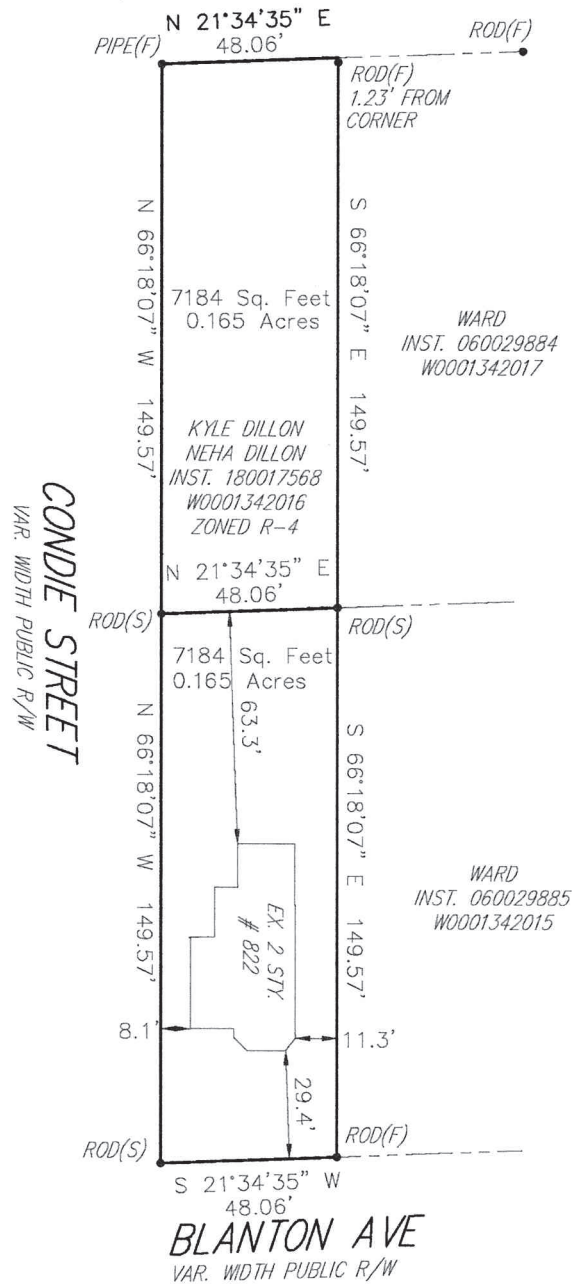 N 21°34'35" E
48.06'
PIPE(F)
ROD(F)
ROD(F)
1.23' FROM
CORNER
N 66°18'07" W 149.57'
S 66°18'07" E 149.57'
7184 Sq. Feet
0.165 Acres
WARD
INST. 060029884
W0001342017
KYLE DILLON
NEHA DILLON
INST. 180017568
W0001342016
ZONED R-4
CONDIE STREET
VAR. WIDTH PUBLIC R/W
N 21°34'35" E
48.06'
ROD(S)
ROD(S)
7184 Sq. Feet
0.165 Acres
63.3'
N 66°18'07" W 149.57'
S 66°18'07" E 149.57'
WARD
INST. 060029885
W0001342015
EX. 2 STY.
# 822
8.1'
11.3'
29.4'
ROD(S)
ROD(F)
S 21°34'35" W
48.06'
BLANTON AVE
VAR. WIDTH PUBLIC R/W